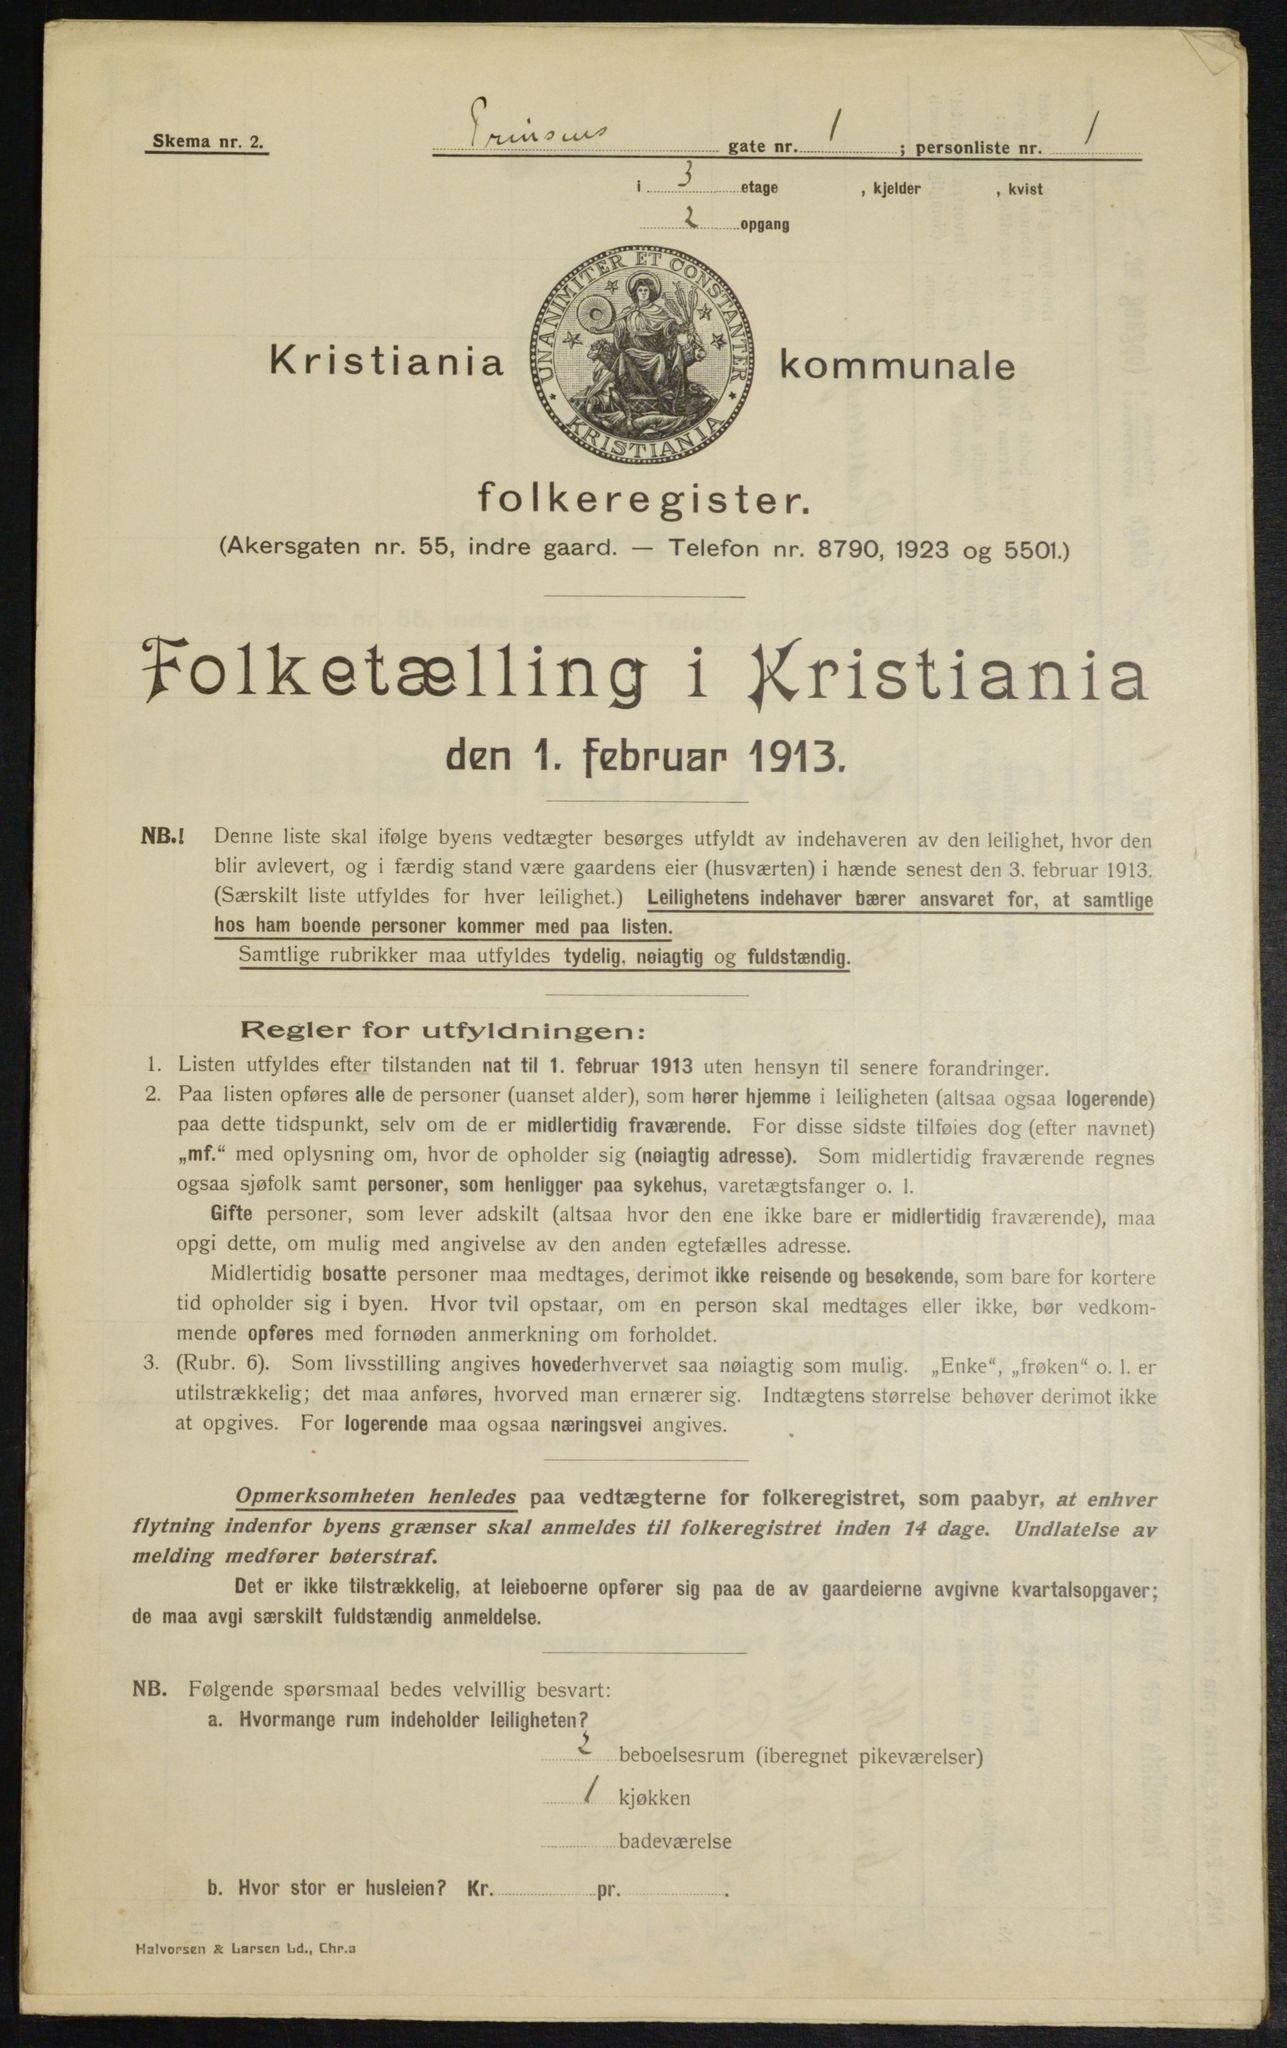 Skema nr. 2.
Prinsens gate nr. 1 ; personliste nr. 1
i 3 etage , kjelder , kvist
2 opgang
UNANIMITER ET CONSTANTER
KRISTIANIA
Kristiania kommunale
folkeregister.
(Akersgaten nr. 55, indre gaard. — Telefon nr. 8790, 1923 og 5501.)
Folketælling i Kristiania
den 1. februar 1913.
NB.! Denne liste skal ifølge byens vedtægter besørges utfyldt av indehaveren av den leilighet, hvor den
blir avlevert, og i færdig stand være gaardens eier (husværten) i hænde senest den 3. februar 1913.
(Særskilt liste utfyldes for hver leilighet.) Leilighetens indehaver bærer ansvaret for, at samtlige
hos ham boende personer kommer med paa listen.
Samtlige rubrikker maa utfyldes tydelig, nøiagtig og fuldstændig.
Regler for utfyldningen:
1. Listen utfyldes efter tilstanden nat til 1. februar 1913 uten hensyn til senere forandringer.
2. Paa listen opføres alle de personer (uanset alder), som hører hjemme i leiligheten (altsaa ogsaa logerende)
paa dette tidspunkt, selv om de er midlertidig fraværende. For disse sidste tilføies dog (efter navnet)
„mf.“ med oplysning om, hvor de opholder sig (nøiagtig adresse). Som midlertidig fraværende regnes
ogsaa sjøfolk samt personer, som henligger paa sykehus, varetægtsfanger o. l.
Gifte personer, som lever adskilt (altsaa hvor den ene ikke bare er midlertidig fraværende), maa
opgi dette, om mulig med angivelse av den anden egtefælles adresse.
Midlertidig bosatte personer maa medtages, derimot ikke reisende og besøkende, som bare for kortere
tid opholder sig i byen. Hvor tvil opstaar, om en person skal medtages eller ikke, bør vedkom-
mende opføres med fornøden anmerkning om forholdet.
3. (Rubr. 6). Som livsstilling angives hovederhvervet saa nøiagtig som mulig. „Enke“, „frøken“ o. l. er
utilstrækkelig; det maa anføres, hvorved man ernærer sig. Indtægtens størrelse behøver derimot ikke
at opgives. For logerende maa ogsaa næringsvei angives.
Opmerksomheten henledes paa vedtægterne for folkeregistret, som paabyr, at enhver
flytning indenfor byens grænser skal anmeldes til folkeregistret inden 14 dage. Undlatelse av
melding medfører bøterstraf.
Det er ikke tilstrækkelig, at leieboerne opfører sig paa de av gaardeierne avgivne kvartalsopgaver;
de maa avgi særskilt fuldstændig anmeldelse.
NB. Følgende spørsmaal bedes velvillig besvart:
a. Hvormange rum indeholder leiligheten?
2 beboelsesrum (iberegnet pikeværelser)
1 kjøkken
badeværelse
b. Hvor stor er husleien? Kr. pr. .
Halvorsen & Larsen Ld., Chr.a